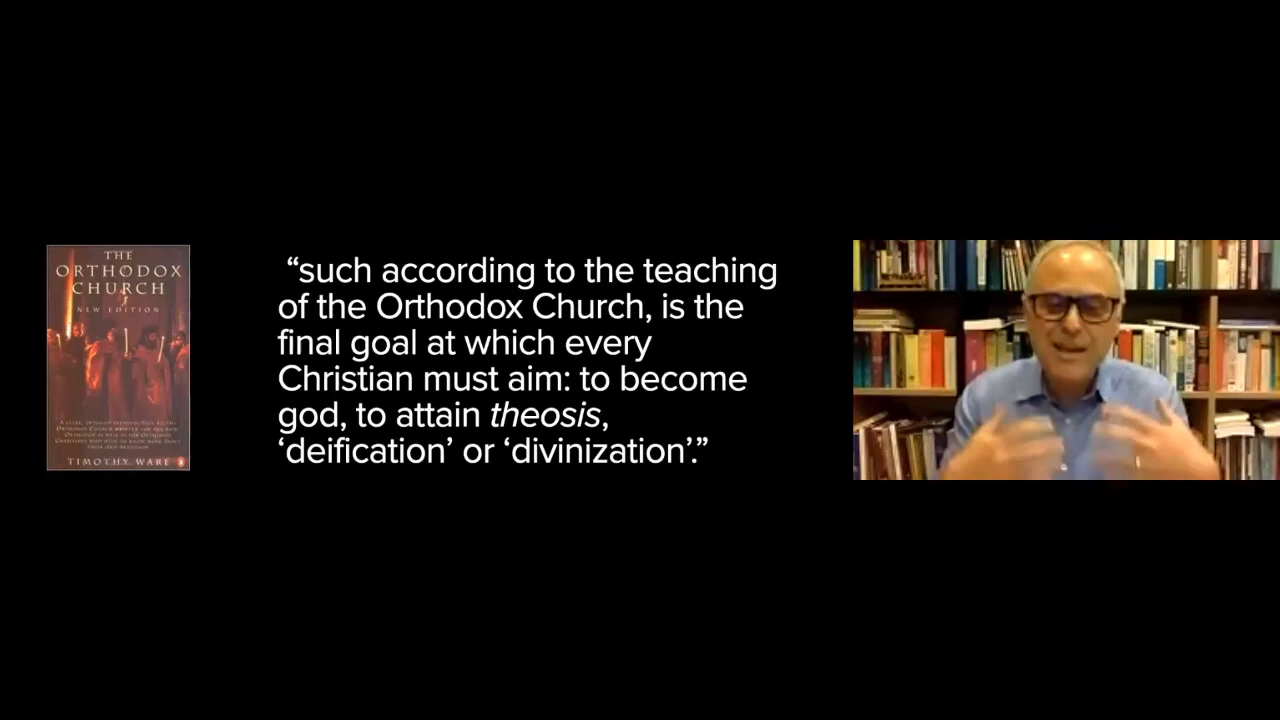 THE
ORTHODOX
CHURCH
NEW EDITION
TIMOTHY WARE
“such according to the teaching
of the Orthodox Church, is the
final goal at which every
Christian must aim: to become
god, to attain theosis,
‘deification’ or ‘divinization’.”